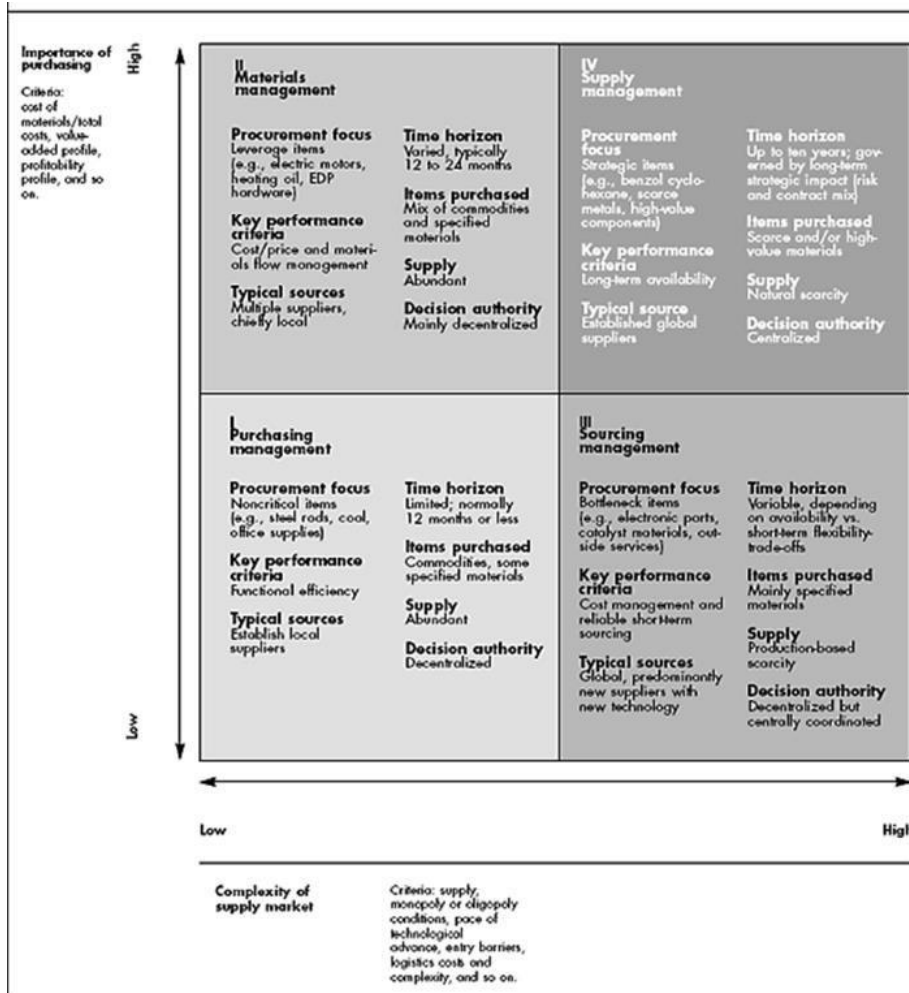 Importance of
purchasing
Criteria:
cost of
materials/total
costs, value-
added profile,
profitability
profile, and so
on.
High
Low
II
Materials
management
Procurement focus
Leverage items
(e.g., electric motors,
heating oil, EDP
hardware)
Key performance
criteria
Cost/price and materi-
als flow management
Typical sources
Multiple suppliers,
chiefly local
Time horizon
Varied, typically
12 to 24 months
Items purchased
Mix of commodities
and specified
materials
Supply
Abundant
Decision authority
Mainly decentralized
IV
Supply
management
Procurement
focus
Strategic items
(e.g., benzol cyclo-
hexane, scarce
metals, high-value
components)
Key performance
criteria
Long-term availability
Typical source
Established global
suppliers
Time horizon
Up to ten years; gov-
erned by long-term
strategic impact (risk
and contract mix)
Items purchased
Scarce and/or high-
value materials
Supply
Natural scarcity
Decision authority
Centralized
I
Purchasing
management
Procurement focus
Noncritical items
(e.g., steel rods, coal,
office supplies)
Key performance
criteria
Functional efficiency
Typical sources
Establish local
suppliers
Time horizon
Limited; normally
12 months or less
Items purchased
Commodities, some
specified materials
Supply
Abundant
Decision authority
Decentralized
III
Sourcing
management
Procurement focus
Bottleneck items
(e.g., electronic parts,
catalyst materials, out-
side services)
Key performance
criteria
Cost management and
reliable short-term
sourcing
Typical sources
Global, predominantly
new suppliers with
new technology
Time horizon
Variable, depending
on availability vs.
short-term flexibility-
trade-offs
Items purchased
Mainly specified
materials
Supply
Production-based
scarcity
Decision authority
Decentralized but
centrally coordinated
Low
High
Complexity of
supply market
Criteria: supply,
monopoly or oligopoly
conditions, pace of
technological
advance, entry barriers,
logistics costs and
complexity, and so on.